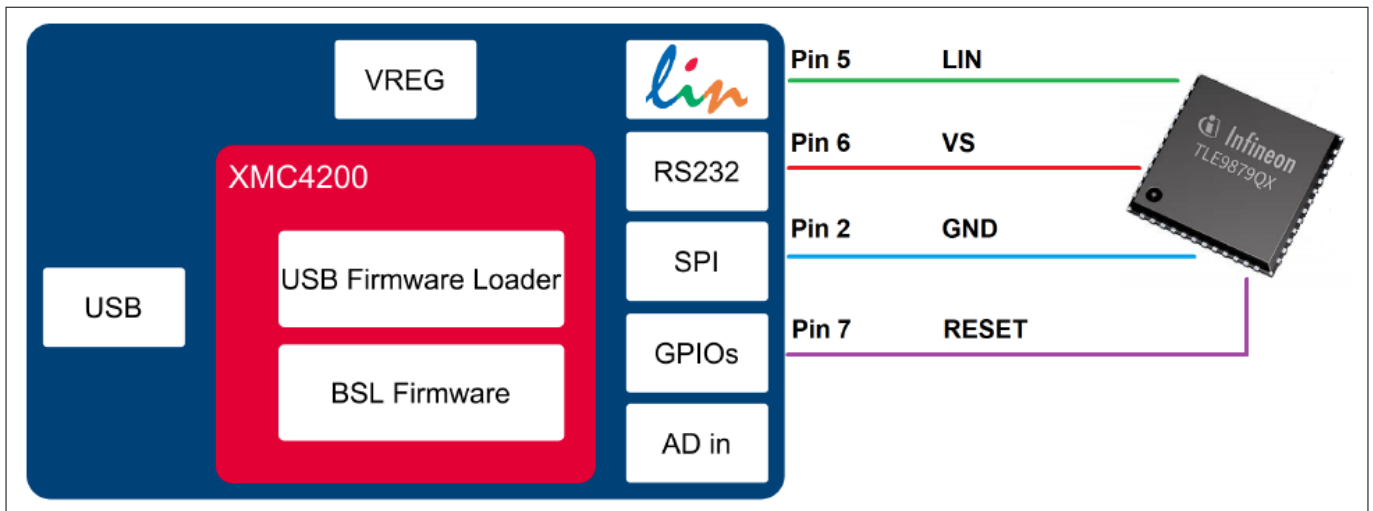 VREG
lin
XMC4200
USB Firmware Loader
BSL Firmware
USB
RS232
SPI
GPIOs
AD in
Pin 5 LIN
Pin 6 VS
Pin 2 GND
Pin 7 RESET
Infineon
TLE9879QX